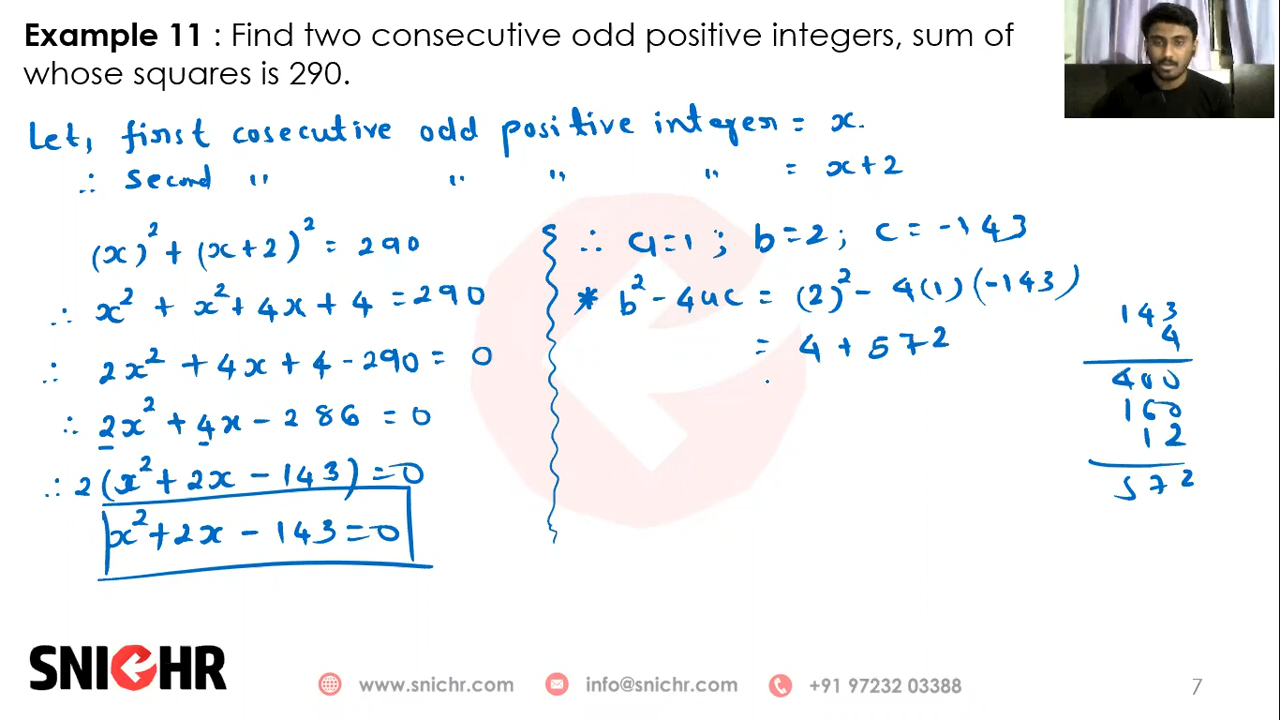 Example 11 : Find two consecutive odd positive integers, sum of
whose squares is 290.
Let, first cosecutive odd positive integer = x.
∴ second " " " " = x+2
(x)² + (x+2)² = 290
∴ x² + x² + 4x + 4 = 290
∴ 2x² + 4x + 4 - 290 = 0
∴ 2x² + 4x - 286 = 0
∴ 2(x² + 2x - 143) = 0
x² + 2x - 143 = 0
∴ a=1 ; b=2 ; c = -143
* b² - 4ac = (2)² - 4(1)(-143)
= 4 + 572
143
4
400
160
12
572
SNICHR
www.snichr.com info@snichr.com +91 97232 03388 7